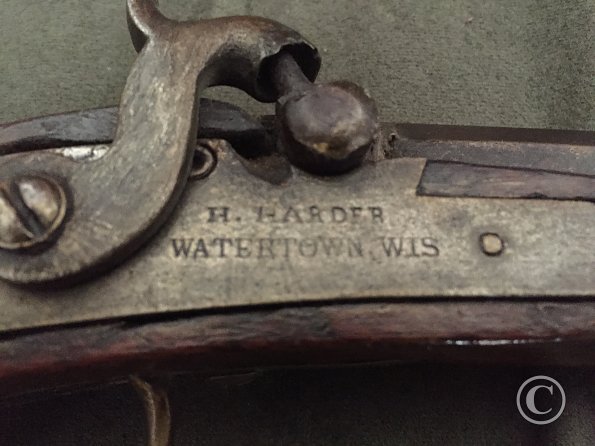 H. HARDER
WATERTOWN, WIS
©